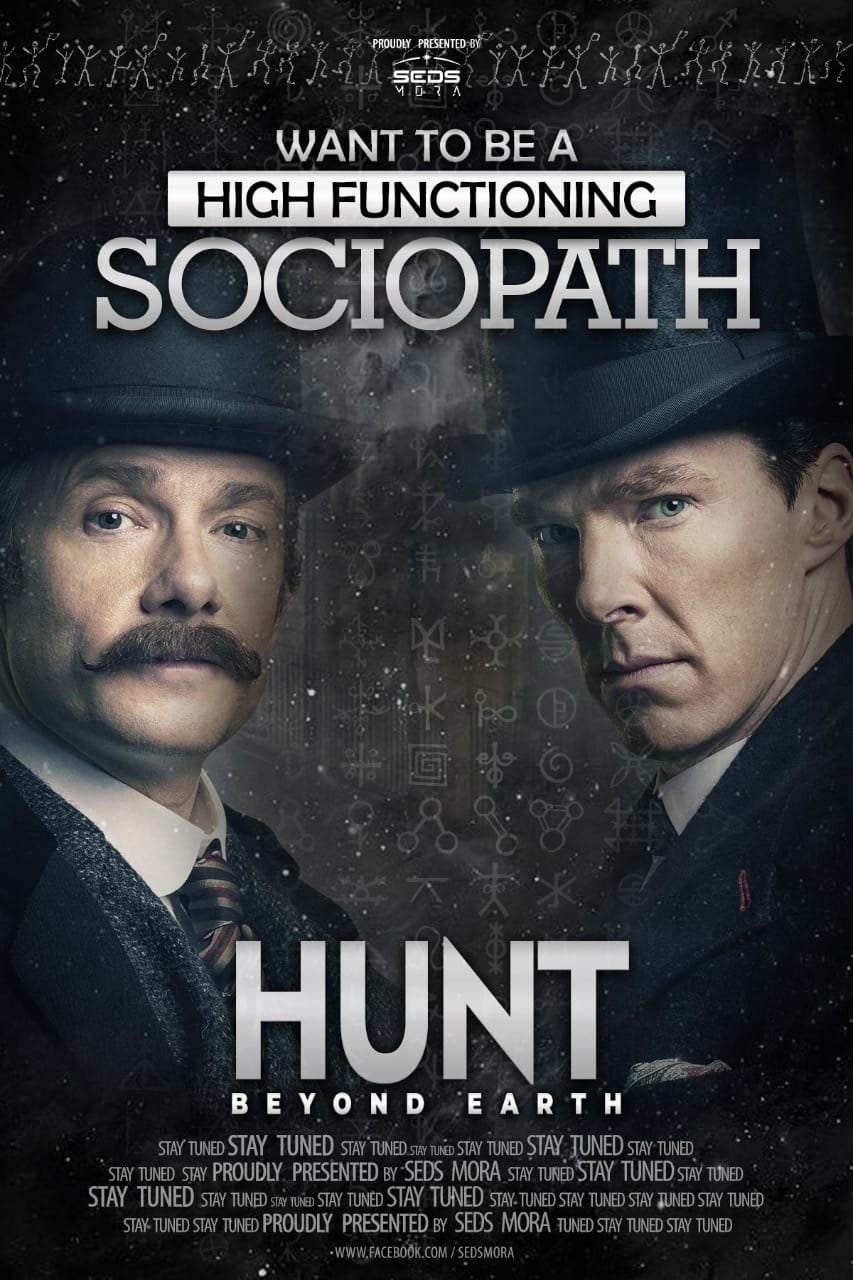 PROUDLY PRESENTED BY
SEDS
MORA
WANT TO BE A
HIGH FUNCTIONING
SOCIOPATH
HUNT
BEYOND EARTH
STAY TUNED STAY TUNED STAY TUNED STAY TUNED STAY TUNED STAY TUNED STAY TUNED
STAY TUNED STAY PROUDLY PRESENTED BY SEDS MORA STAY TUNED STAY TUNED STAY TUNED
STAY TUNED STAY TUNED STAY TUNED STAY TUNED STAY TUNED STAY TUNED STAY TUNED STAY TUNED STAY TUNED
STAY TUNED STAY TUNED PROUDLY PRESENTED BY SEDS MORA TUNED STAY TUNED STAY TUNED
WWW.FACEBOOK.COM / SEDSMORA